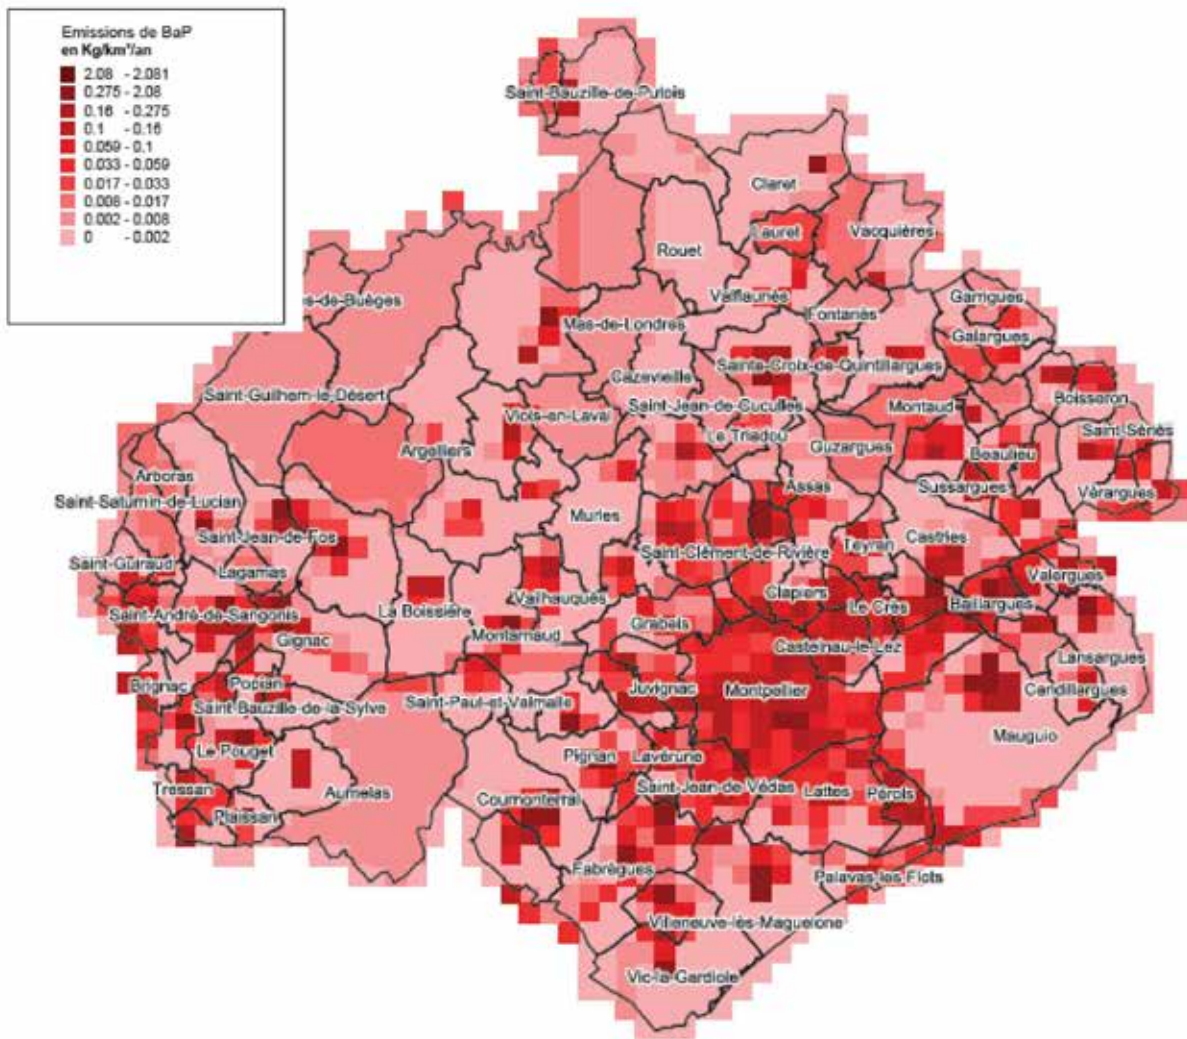 Emissions de BaP
en Kg/km²/an
2.08 - 2.081
0.275 - 2.08
0.16 - 0.275
0.1 - 0.16
0.059 - 0.1
0.033 - 0.059
0.017 - 0.033
0.008 - 0.017
0.002 - 0.008
0 - 0.002
Saint-Bauzille-de-Putois
Claret
Lauret
Vacquières
Rouet
Valflaunès
Garrigues
es-de-Buèges
Fontanès
Mas-de-Londres
Galargues
Sainte-Croix-de-Quintillargues
Cazevieille
Boisseron
Saint-Guilhem-le-Désert
Saint-Jean-de-Cuculles
Montaud
Viols-en-Laval
Saint-Sériès
Le Triadou
Argelliers
Guzargues
Beaulieu
Arboras
Assas
Sussargues
Vérargues
Saint-Saturnin-de-Lucian
Murles
Saint-Jean-de-Fos
Castries
Teyran
Saint-Clément-de-Rivière
Saint-Guiraud
Lagamas
Valergues
Clapiers
Vailhauquès
La Boissière
Le Crès
Baillargues
Saint-André-de-Sangonis
Grabels
Montarnaud
Gignac
Castelnau-le-Lez
Lansargues
Brignac
Popian
Juvignac
Montpellier
Candillargues
Saint-Paul-et-Valmalle
Saint-Bauzille-de-la-Sylve
Mauguio
Le Pouget
Pignan
Lavérune
Saint-Jean-de-Védas
Tressan
Aumelas
Lattes
Pérols
Cournonterral
Plaissan
Fabrègues
Palavas-les-Flots
Villeneuve-lès-Maguelone
Vic-la-Gardiole